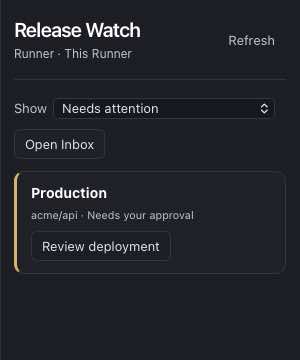 Release Watch
Refresh
Runner · This Runner
Show
Needs attention
Open Inbox
Production
acme/api · Needs your approval
Review deployment